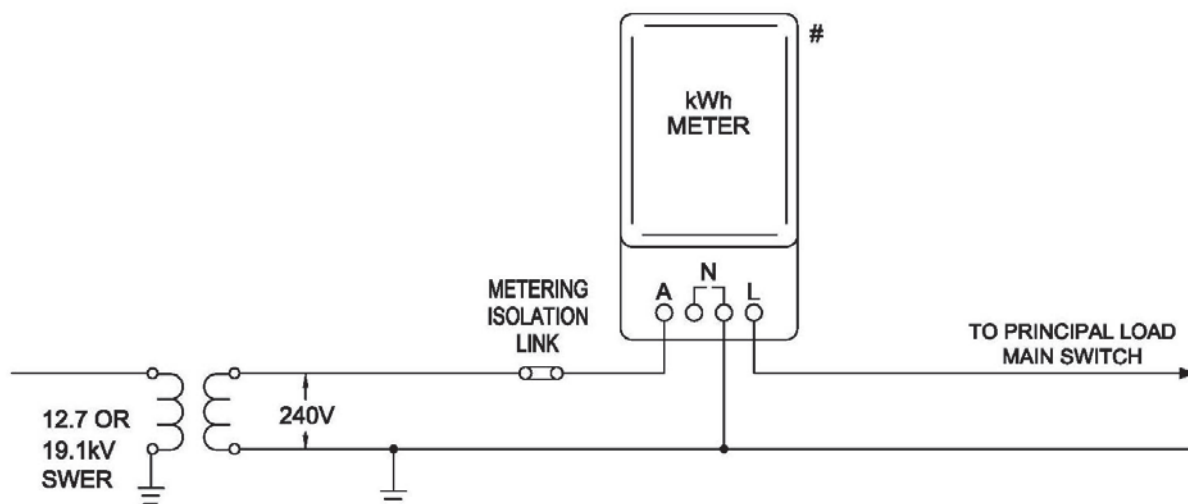 #
kWh
METER
A
N
L
METERING
ISOLATION
LINK
TO PRINCIPAL LOAD
MAIN SWITCH
12.7 OR
19.1kV
SWER
240V